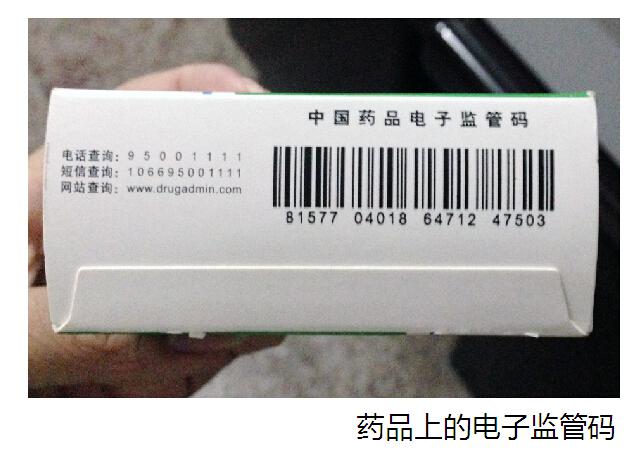 中国药品电子监管码
电话查询：95001111
短信查询：106695001111
网站查询：www.drugadmin.com
81577 04018 64712 47503
药品上的电子监管码